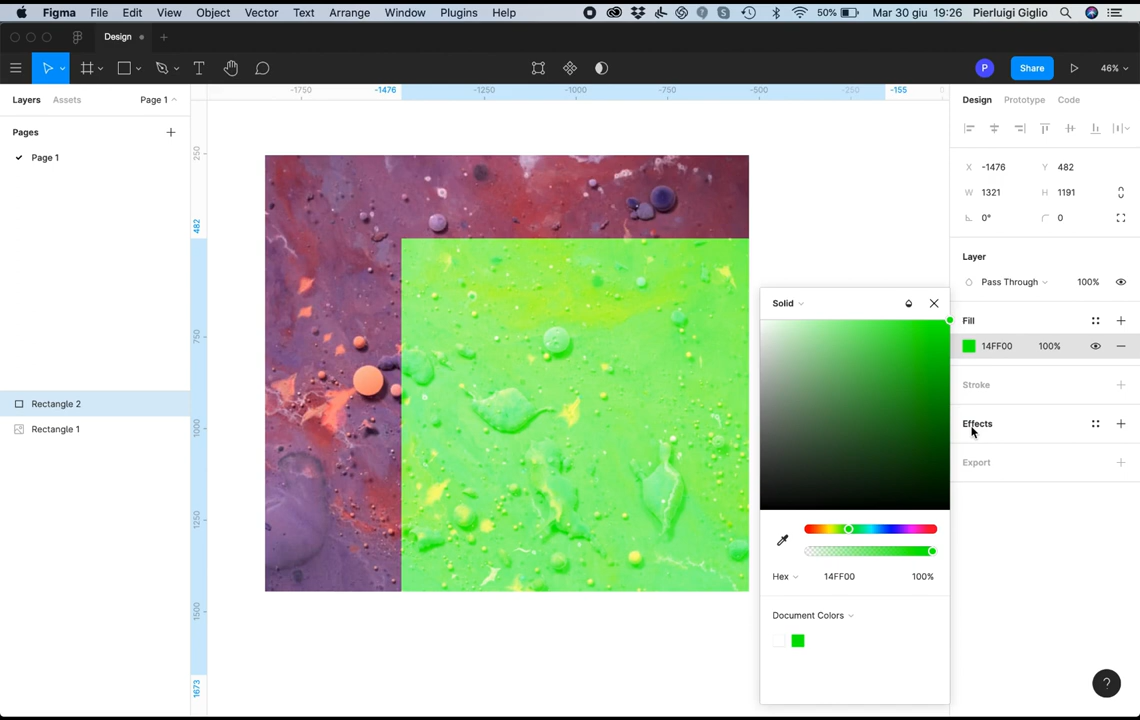 Figma File Edit View Object Vector Text Arrange Window Plugins Help 50% Mar 30 giu 19:26 Pierluigi Giglio
Design
P Share 46%
Layers Assets Page 1
-1750 -1476 -1250 -1000 -750 -500 -250 -155 0
Design Prototype Code
Pages
Page 1
250
482
750
1000
1250
1500
1673
X -1476 Y 482
W 1321 H 1191
0° 0
Layer
Pass Through 100%
Solid
Fill
14FF00 100%
Stroke
Rectangle 2
Effects
Rectangle 1
Export
Hex 14FF00 100%
Document Colors
?